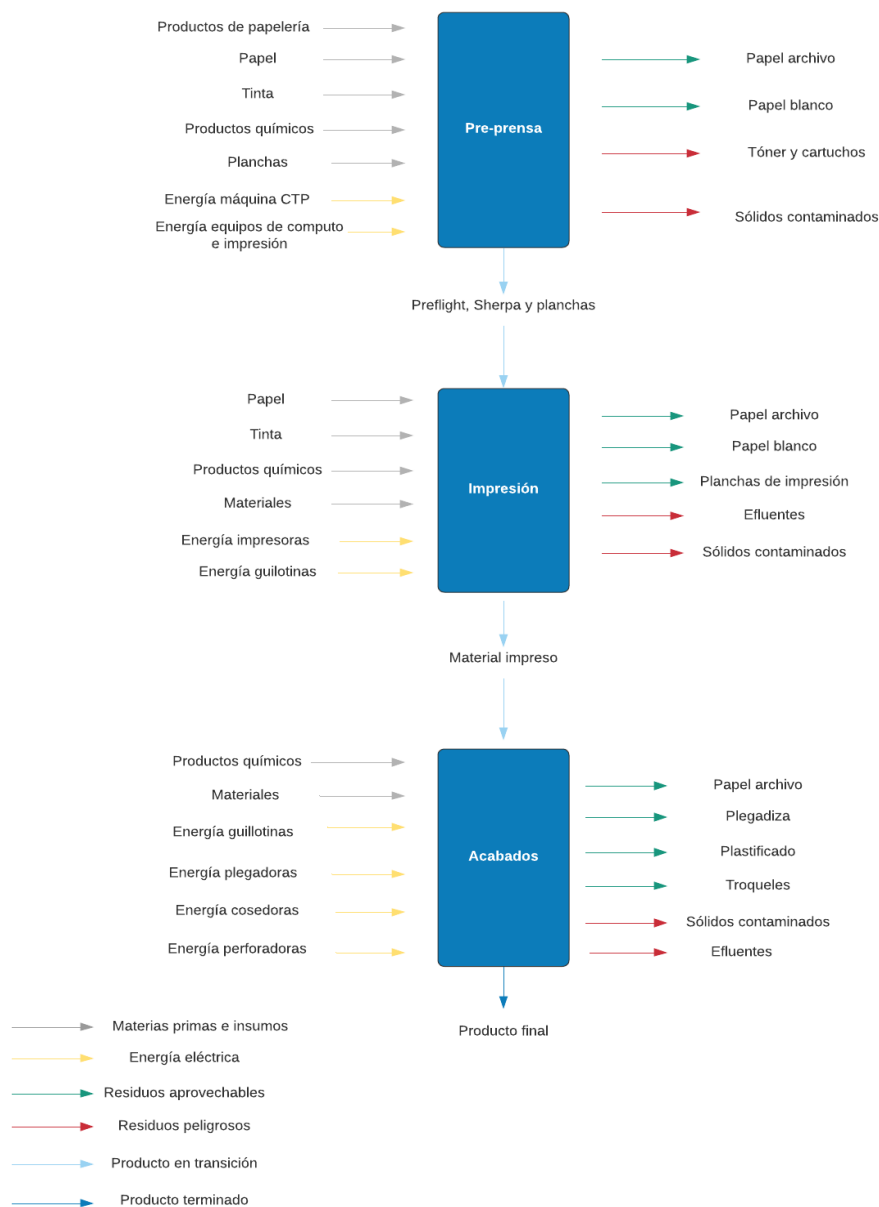 Productos de papelería
Papel
Tinta
Productos químicos
Planchas
Energía máquina CTP
Energía equipos de computo
e impresión
Pre-prensa
Papel archivo
Papel blanco
Tóner y cartuchos
Sólidos contaminados
Preflight, Sherpa y planchas
Papel
Tinta
Productos químicos
Materiales
Energía impresoras
Energía guilotinas
Impresión
Papel archivo
Papel blanco
Planchas de impresión
Efluentes
Sólidos contaminados
Material impreso
Productos químicos
Materiales
Energía guillotinas
Energía plegadoras
Energía cosedoras
Energía perforadoras
Acabados
Papel archivo
Plegadiza
Plastificado
Troqueles
Sólidos contaminados
Efluentes
Producto final
Materias primas e insumos
Energía eléctrica
Residuos aprovechables
Residuos peligrosos
Producto en transición
Producto terminado